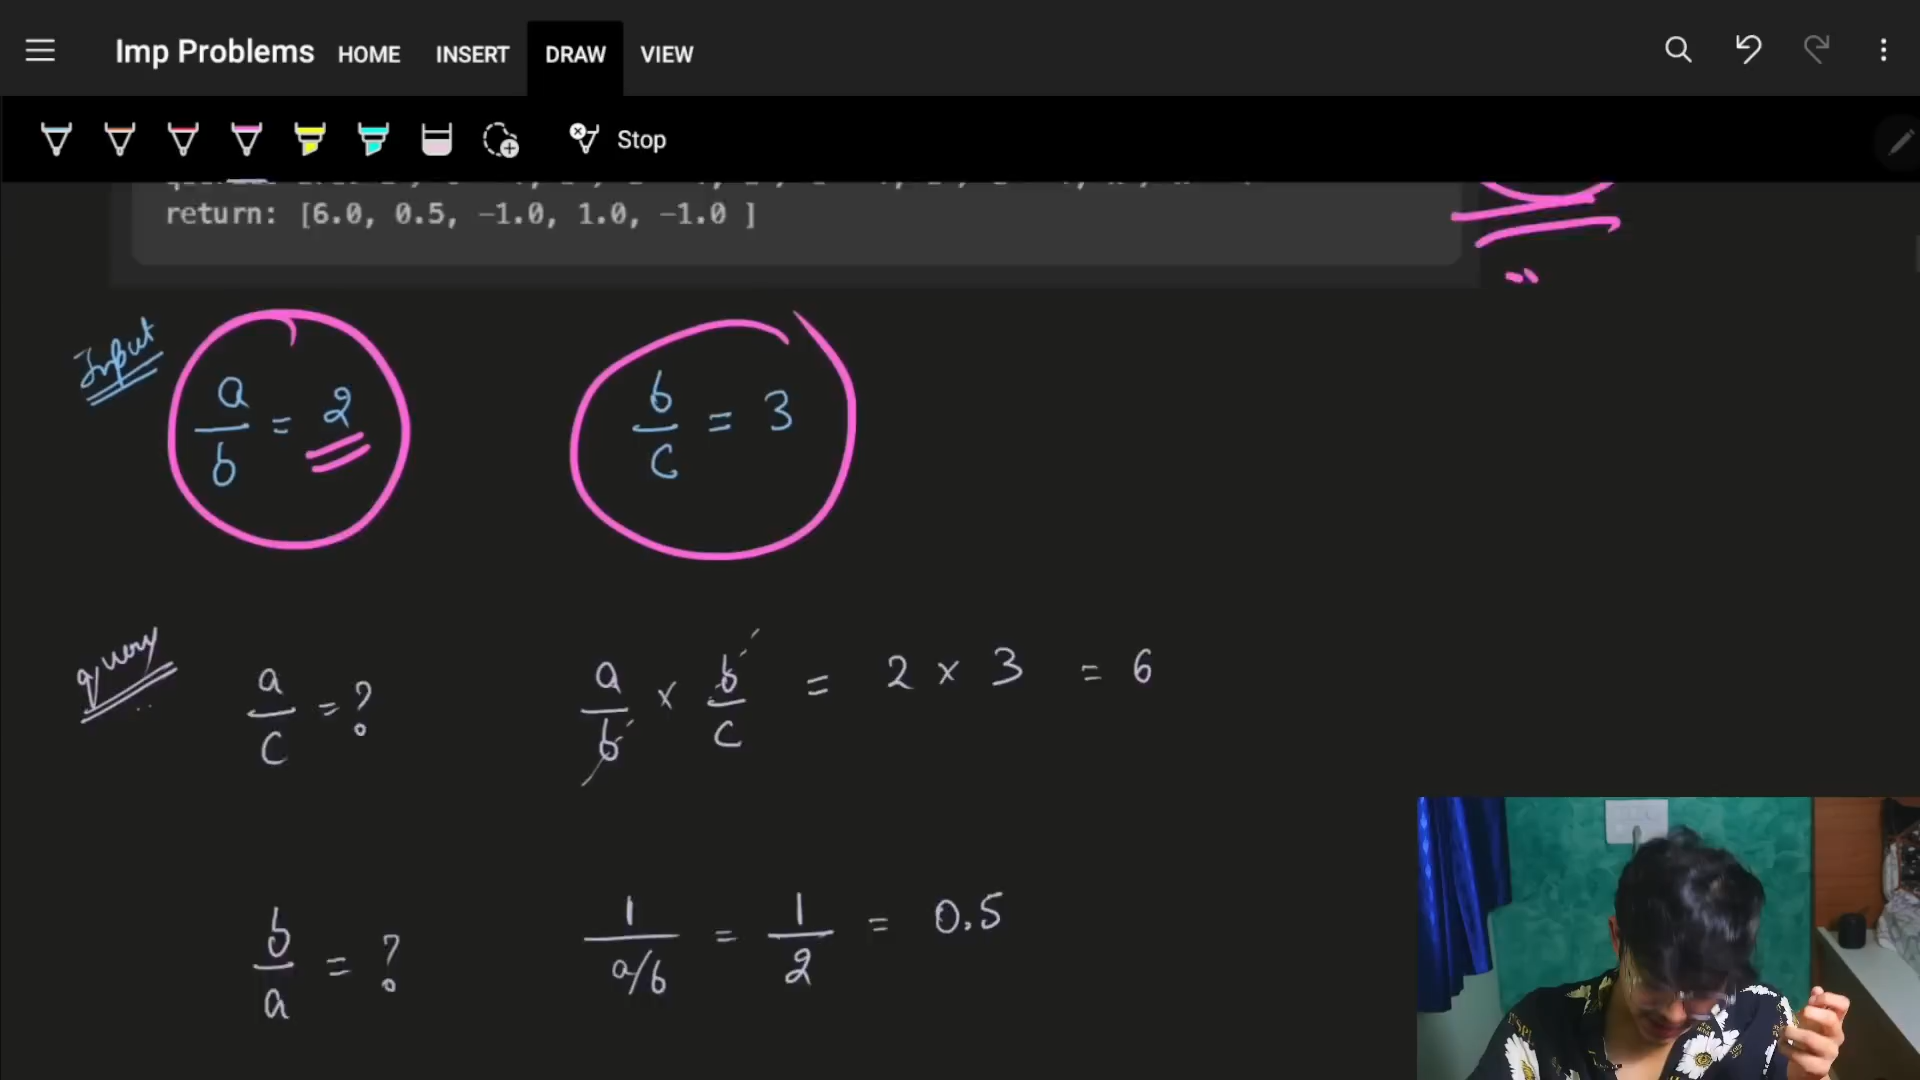 Imp Problems HOME INSERT DRAW VIEW
Stop
return: [6.0, 0.5, −1.0, 1.0, −1.0 ]
Input
a/b = 2
b/c = 3
query
a/c = ?
a/b × b/c = 2 × 3 = 6
b/a = ?
1/(a/b) = 1/2 = 0.5